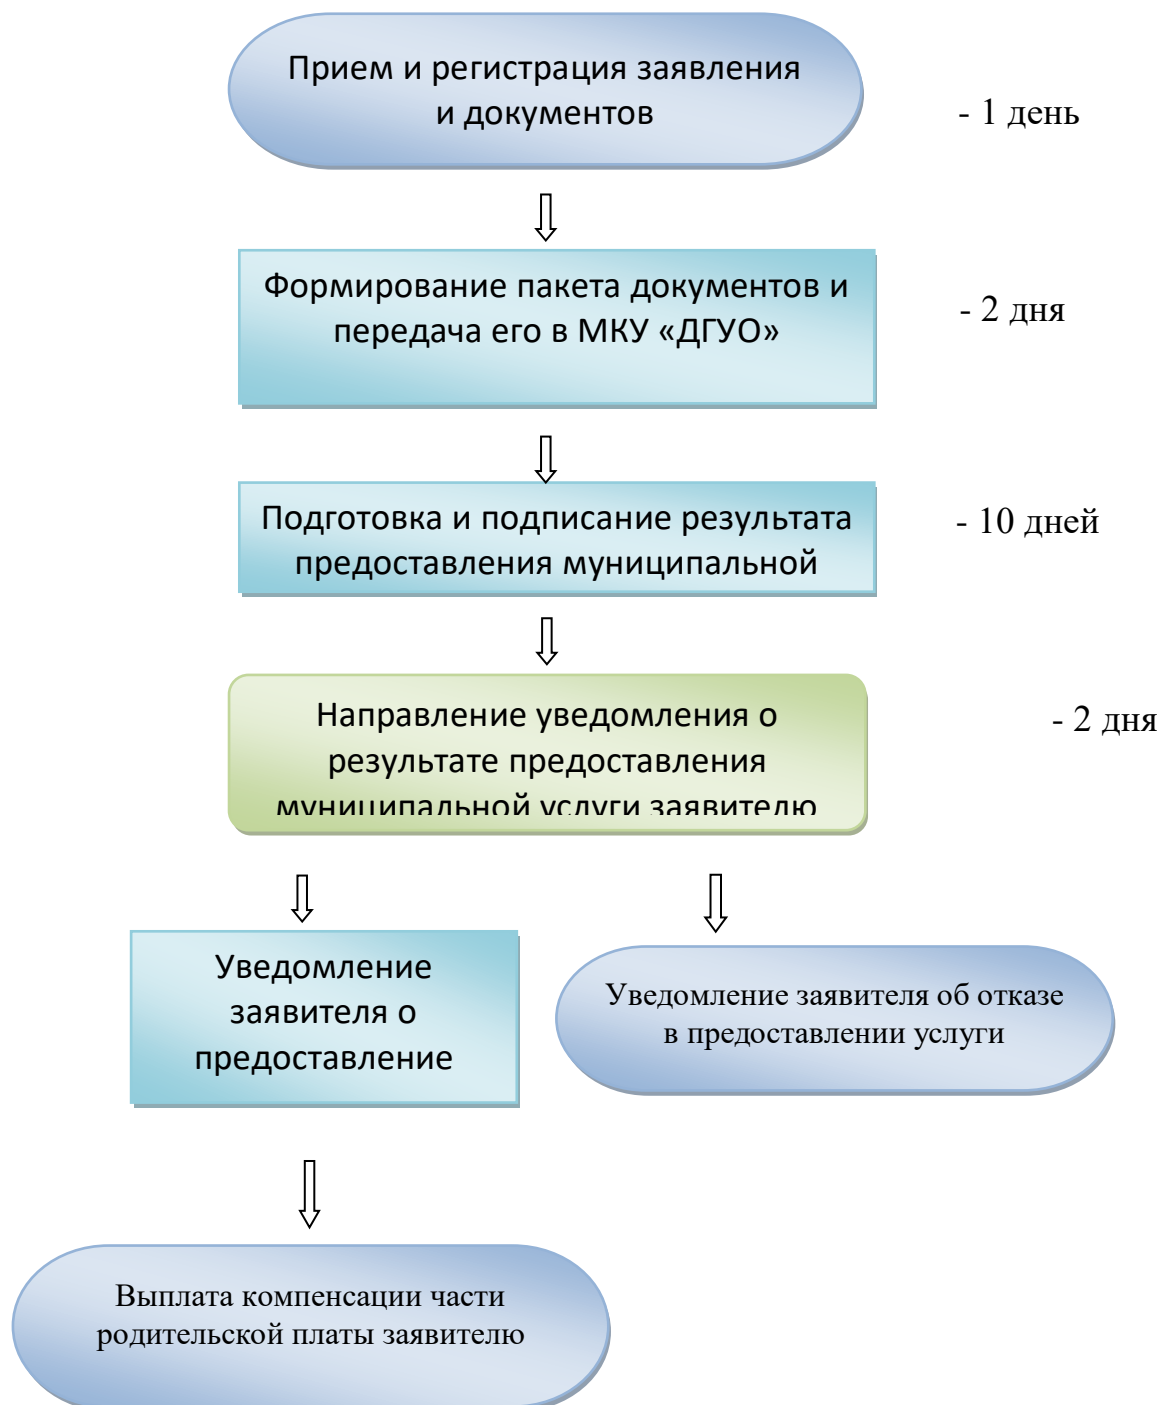 Прием и регистрация заявления
и документов
- 1 день
Формирование пакета документов и
передача его в МКУ «ДГУО»
- 2 дня
Подготовка и подписание результата
предоставления муниципальной
- 10 дней
Направление уведомления о
результате предоставления
муниципальной услуги заявителю
- 2 дня
Уведомление
заявителя о
предоставление
Уведомление заявителя об отказе
в предоставлении услуги
Выплата компенсации части
родительской платы заявителю